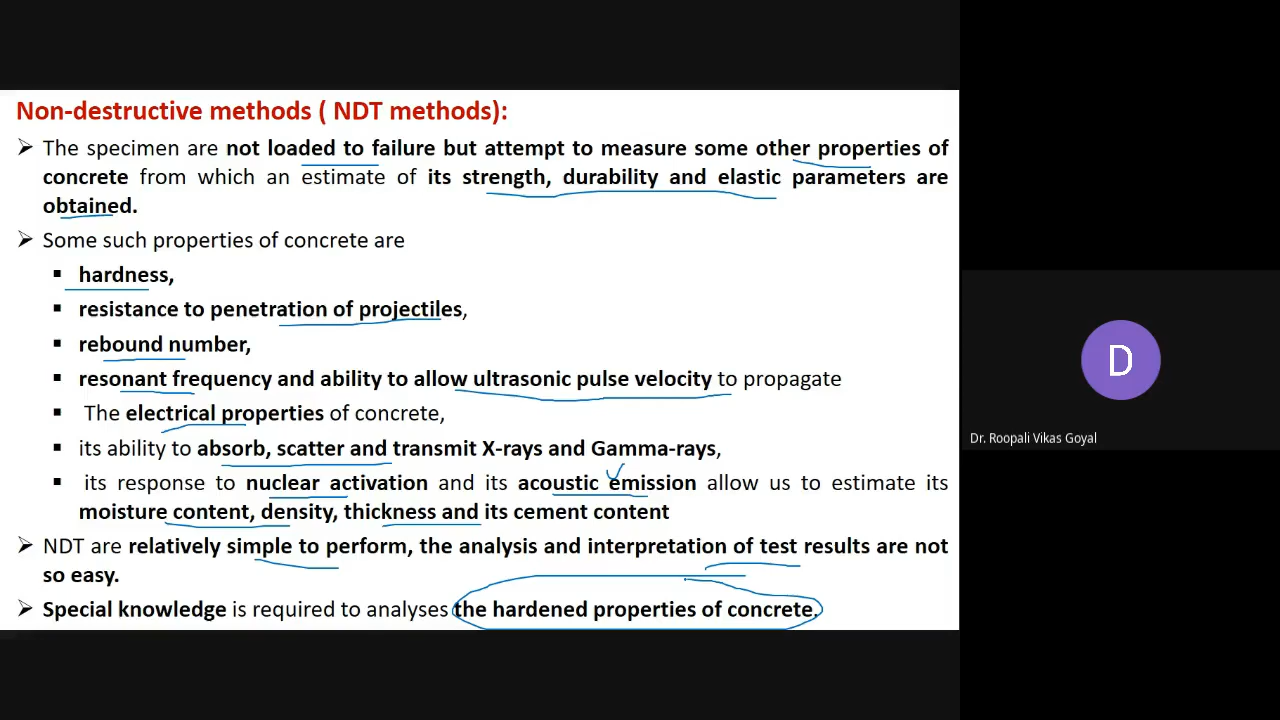 Non-destructive methods ( NDT methods):
➢ The specimen are not loaded to failure but attempt to measure some other properties of
concrete from which an estimate of its strength, durability and elastic parameters are
obtained.
➢ Some such properties of concrete are
▪ hardness,
▪ resistance to penetration of projectiles,
▪ rebound number,
▪ resonant frequency and ability to allow ultrasonic pulse velocity to propagate
▪ The electrical properties of concrete,
▪ its ability to absorb, scatter and transmit X-rays and Gamma-rays,
▪ its response to nuclear activation and its acoustic emission allow us to estimate its
moisture content, density, thickness and its cement content
➢ NDT are relatively simple to perform, the analysis and interpretation of test results are not
so easy.
➢ Special knowledge is required to analyses the hardened properties of concrete.
D
Dr. Roopali Vikas Goyal